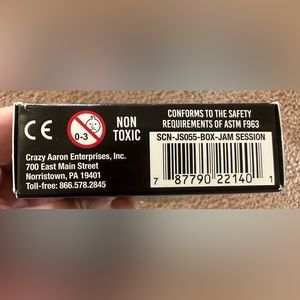 CE
0-3
NON
TOXIC
CONFORMS TO THE SAFETY
REQUIREMENTS OF ASTM F963
SCN-JS055-BOX-JAM SESSION
Crazy Aaron Enterprises, Inc.
700 East Main Street
Norristown, PA 19401
Toll-free: 866.578.2845
7 87790 22140 1